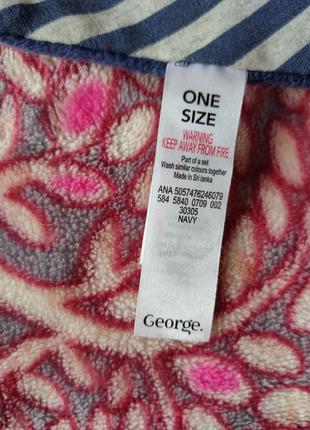 ONE
SIZE
WARNING
KEEP AWAY FROM FIRE
Part of a set
Wash similar colours together
Made in Sri lanka
ANA 5057476246079
584 5840 0709 002
30305
NAVY
George.